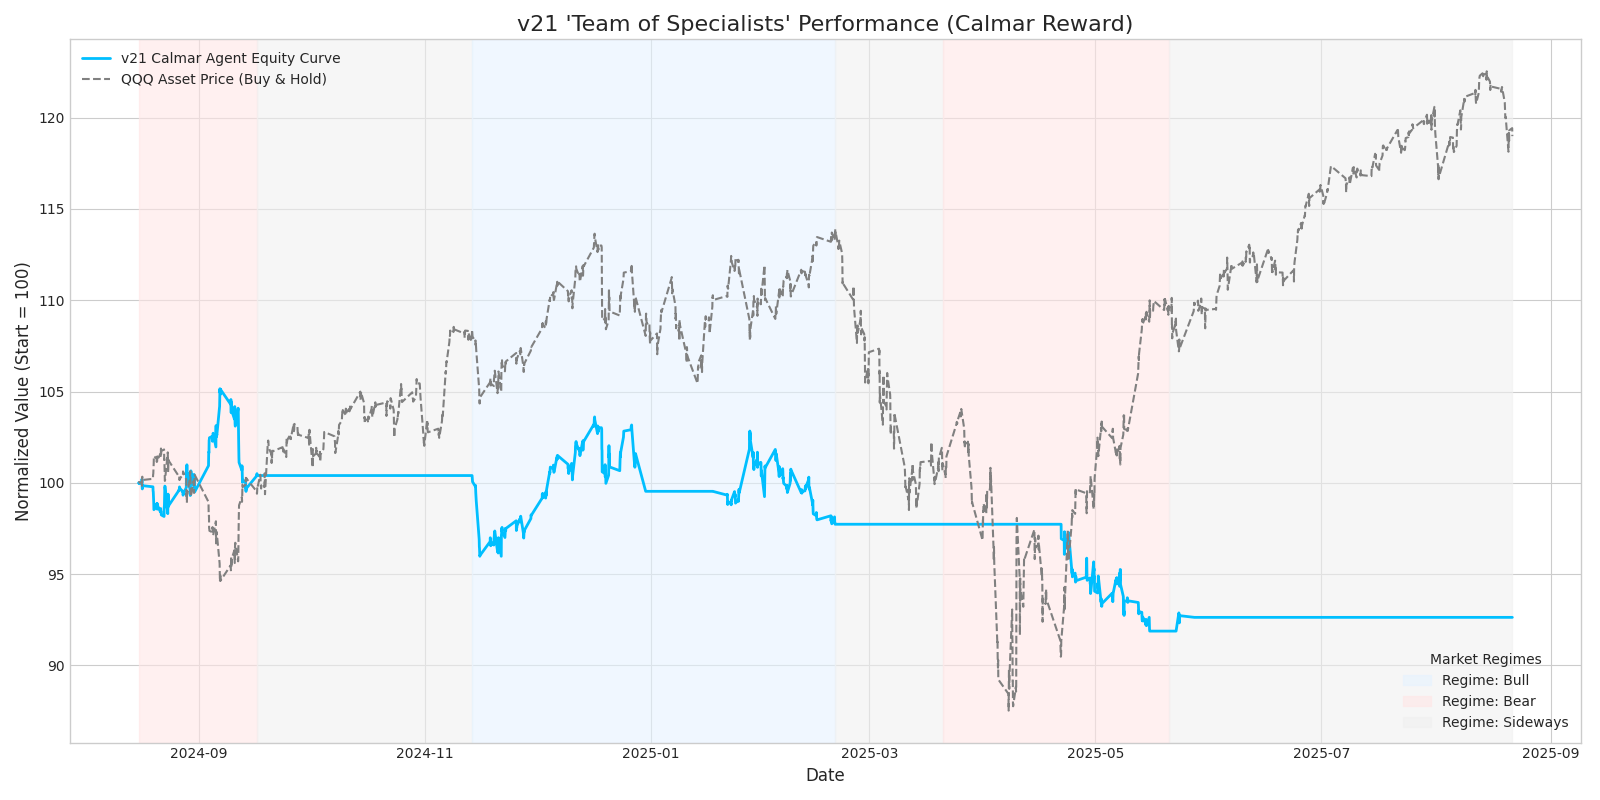 v21 'Team of Specialists' Performance (Calmar Reward)
v21 Calmar Agent Equity Curve
QQQ Asset Price (Buy & Hold)
Normalized Value (Start = 100)
120
115
110
105
100
95
90
Market Regimes
Regime: Bull
Regime: Bear
Regime: Sideways
2024-09
2024-11
2025-01
2025-03
2025-05
2025-07
2025-09
Date